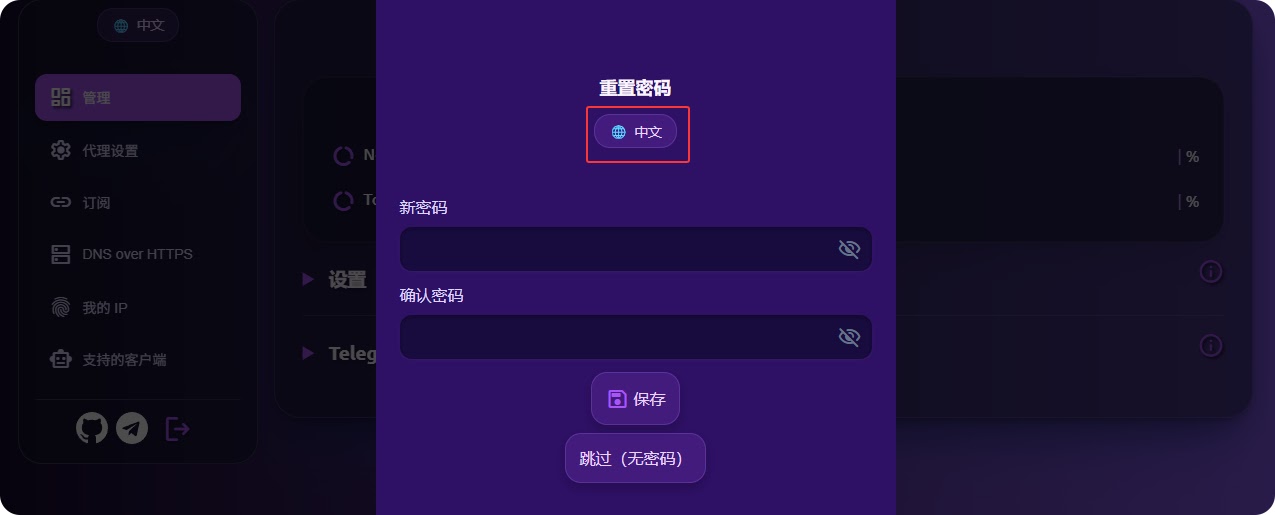 中文
管理
代理设置
订阅
DNS over HTTPS
我的 IP
支持的客户端
重置密码
中文
新密码
确认密码
保存
跳过（无密码）
N
| %
To
| %
设置
Teleg